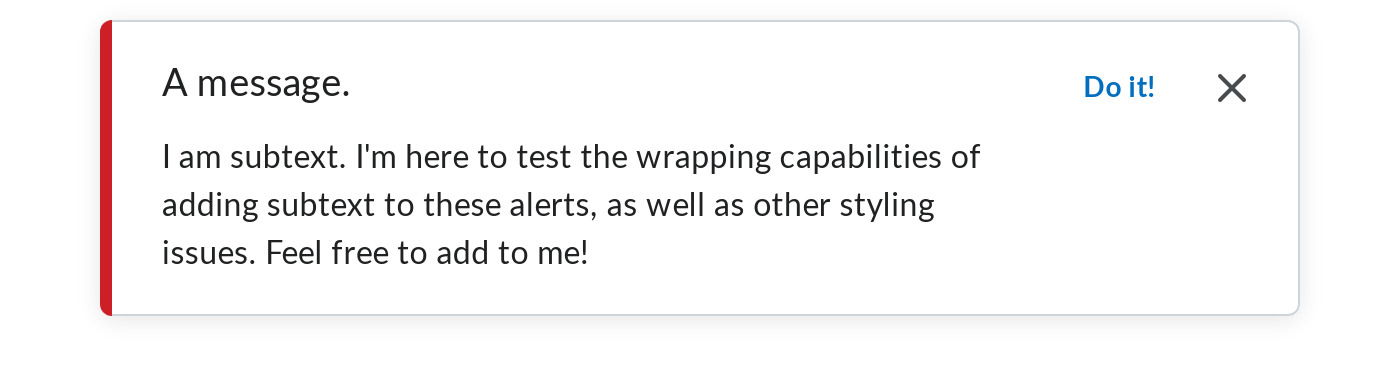 A message.
Do it!
I am subtext. I'm here to test the wrapping capabilities of
adding subtext to these alerts, as well as other styling
issues. Feel free to add to me!